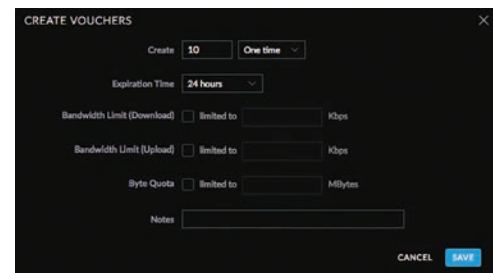 CREATE VOUCHERS
Create 10 One time
Expiration Time 24 hours
Bandwidth Limit (Download) limited to Kbps
Bandwidth Limit (Upload) limited to Kbps
Byte Quota limited to MBytes
Notes
CANCEL SAVE